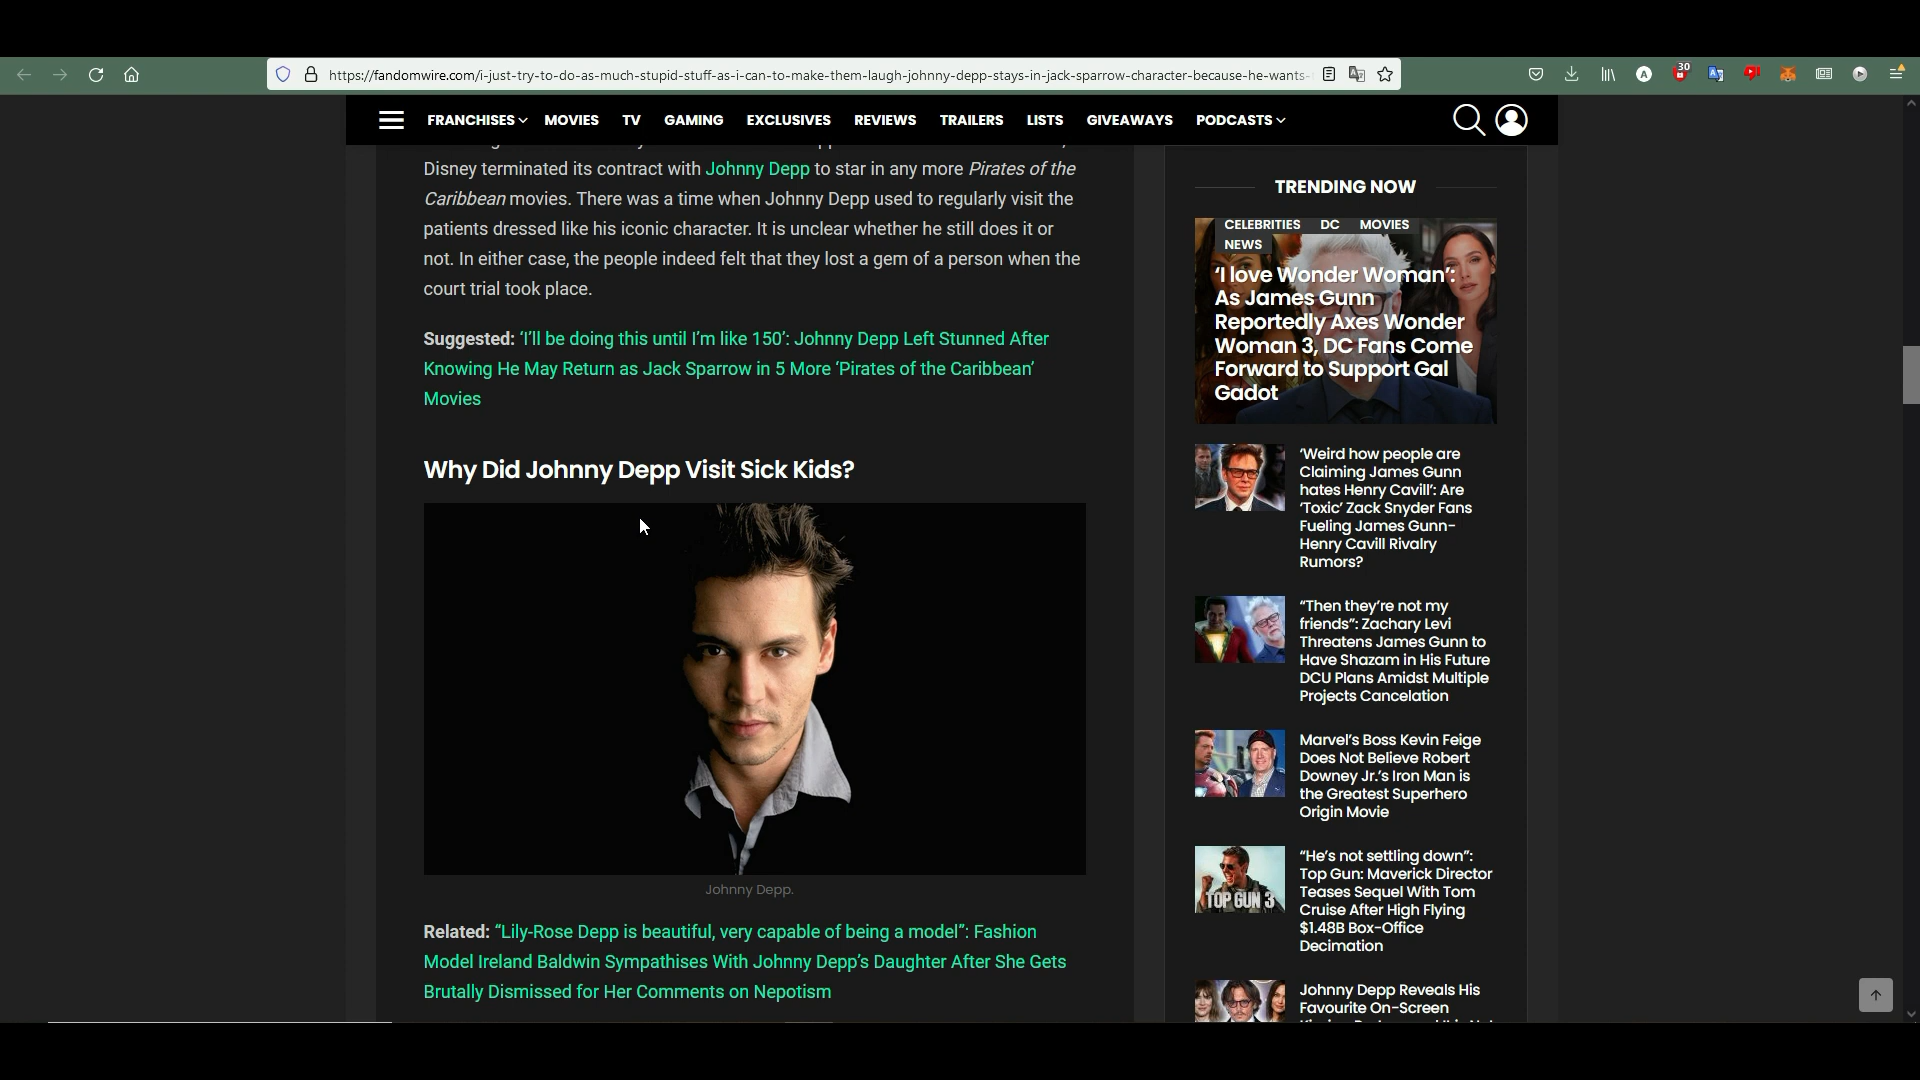 30
https://fandomwire.com/i-just-try-to-do-as-much-stupid-stuff-as-i-can-to-make-them-laugh-johnny-depp-stays-in-jack-sparrow-character-because-he-wants-
FRANCHISES MOVIES TV GAMING EXCLUSIVES REVIEWS TRAILERS LISTS GIVEAWAYS PODCASTS
Disney terminated its contract with Johnny Depp to star in any more Pirates of the
Caribbean movies. There was a time when Johnny Depp used to regularly visit the
patients dressed like his iconic character. It is unclear whether he still does it or
not. In either case, the people indeed felt that they lost a gem of a person when the
court trial took place.
Suggested: ‘I’ll be doing this until I’m like 150’: Johnny Depp Left Stunned After
Knowing He May Return as Jack Sparrow in 5 More ‘Pirates of the Caribbean’
Movies
Why Did Johnny Depp Visit Sick Kids?
Johnny Depp.
Related: “Lily-Rose Depp is beautiful, very capable of being a model”: Fashion
Model Ireland Baldwin Sympathises With Johnny Depp’s Daughter After She Gets
Brutally Dismissed for Her Comments on Nepotism
TRENDING NOW
CELEBRITIES DC MOVIES
NEWS
‘I love Wonder Woman’:
As James Gunn
Reportedly Axes Wonder
Woman 3, DC Fans Come
Forward to Support Gal
Gadot
‘Weird how people are
Claiming James Gunn
hates Henry Cavill’: Are
‘Toxic’ Zack Snyder Fans
Fueling James Gunn-
Henry Cavill Rivalry
Rumors?
“Then they’re not my
friends”: Zachary Levi
Threatens James Gunn to
Have Shazam in His Future
DCU Plans Amidst Multiple
Projects Cancelation
Marvel’s Boss Kevin Feige
Does Not Believe Robert
Downey Jr.’s Iron Man is
the Greatest Superhero
Origin Movie
TOP GUN 3
“He’s not settling down”:
Top Gun: Maverick Director
Teases Sequel With Tom
Cruise After High Flying
$1.48B Box-Office
Decimation
Johnny Depp Reveals His
Favourite On-Screen